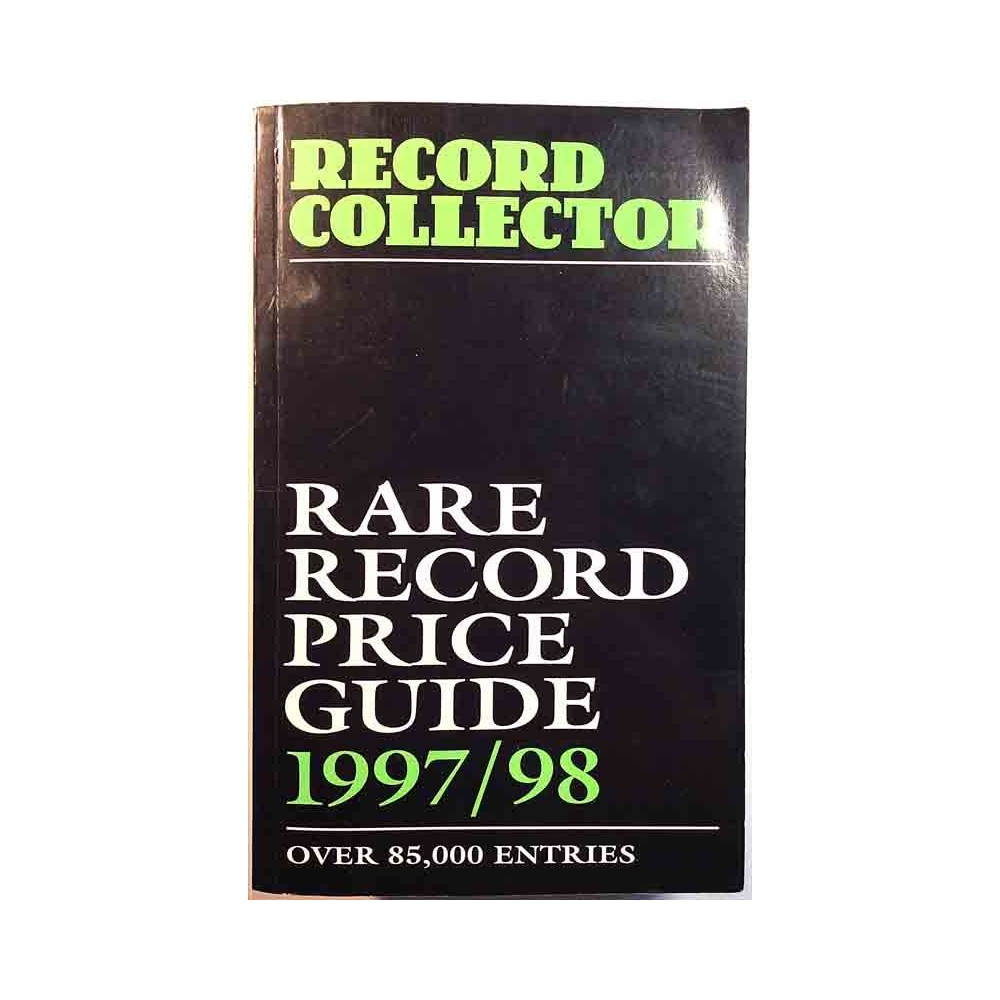 RECORD
COLLECTOR
RARE
RECORD
PRICE
GUIDE
1997/98
OVER 85,000 ENTRIES